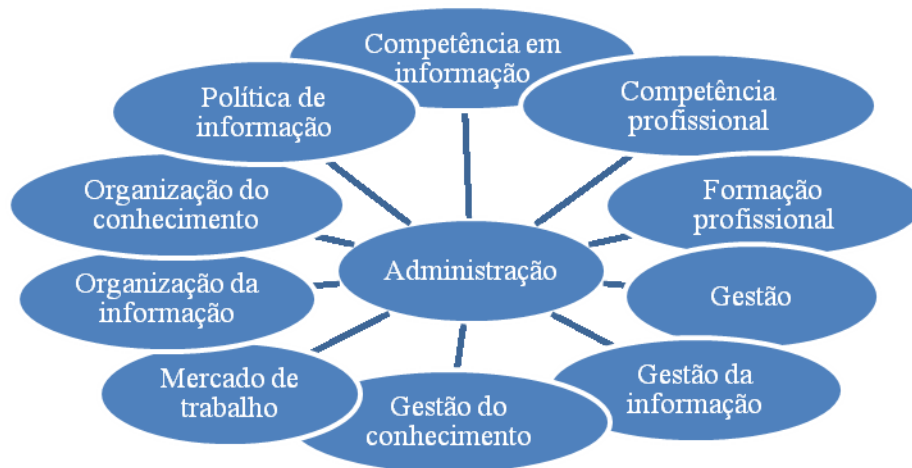 Competência em
informação
Competência
profissional
Formação
profissional
Gestão
Gestão da
informação
Gestão do
conhecimento
Mercado de
trabalho
Organização da
informação
Organização do
conhecimento
Política de
informação
Administração